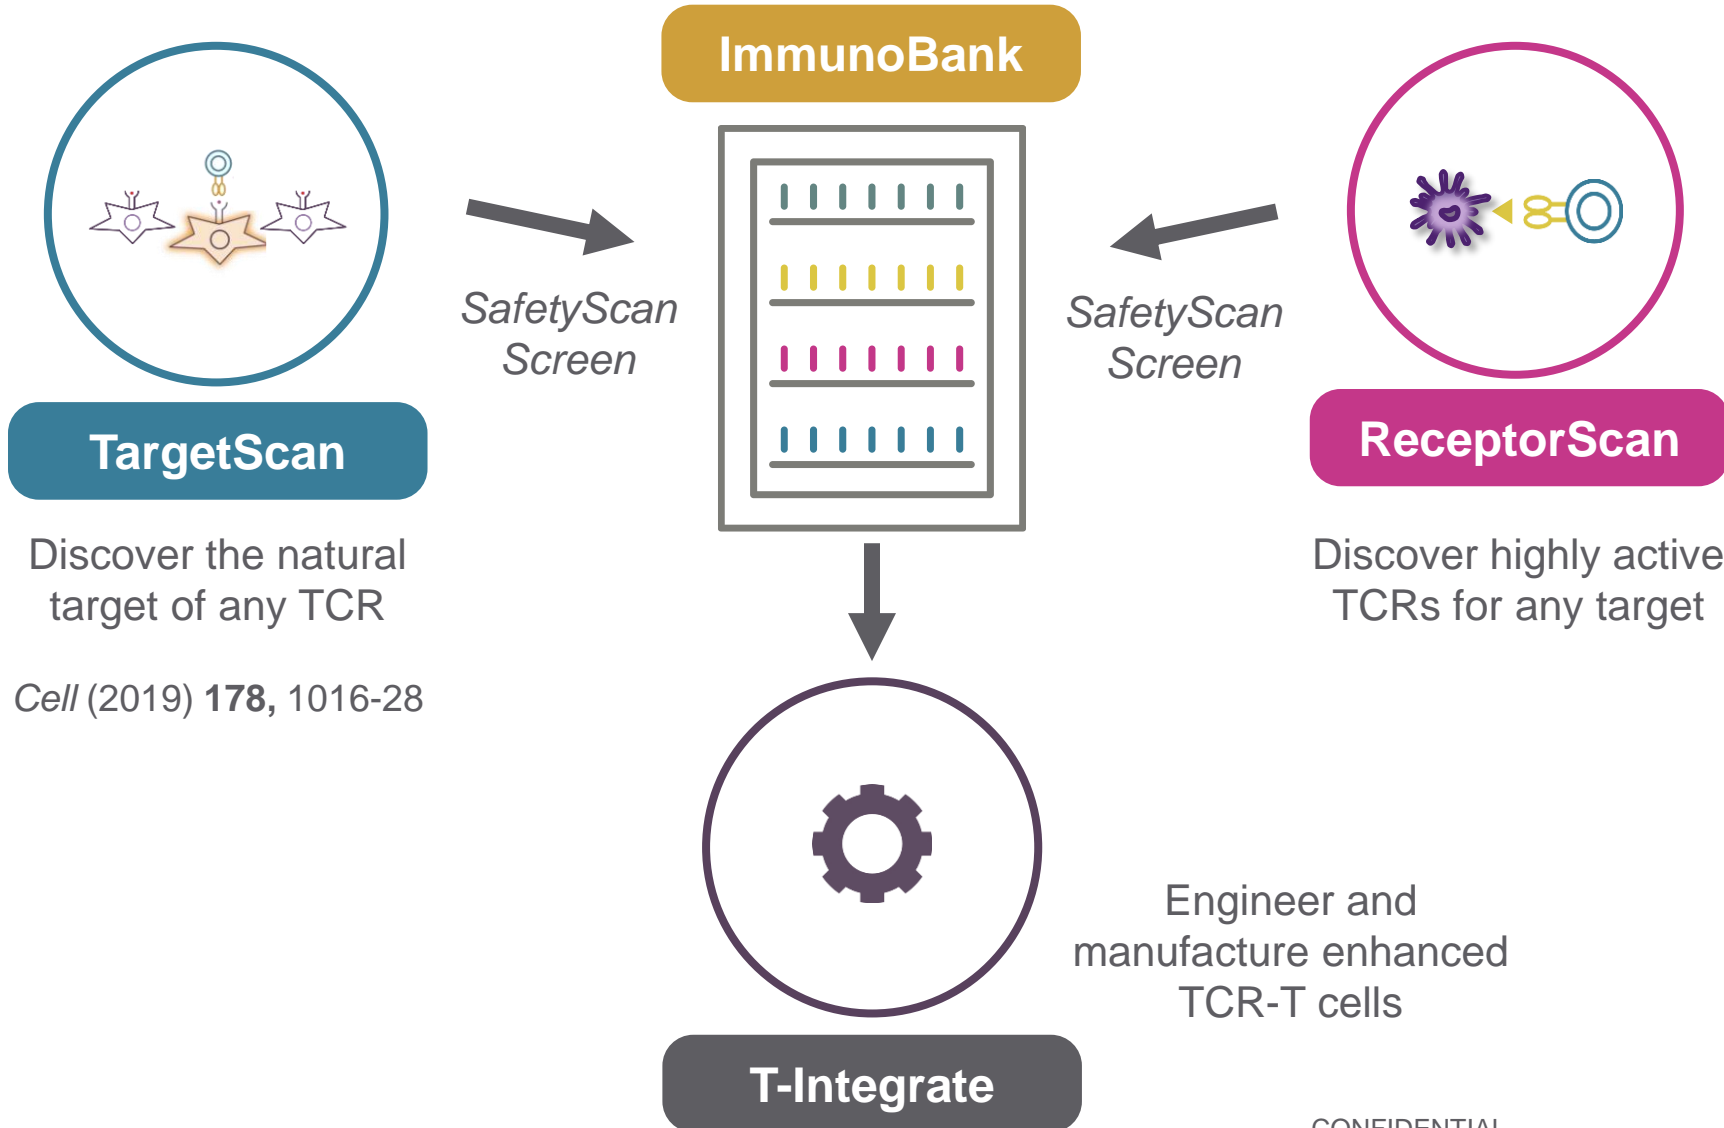 ImmunoBank
SafetyScan
Screen
SafetyScan
Screen
TargetScan
ReceptorScan
Discover the natural
target of any TCR
Cell (2019) 178, 1016-28
Discover highly active
TCRs for any target
Engineer and
manufacture enhanced
TCR-T cells
T-Integrate
CONFIDENTIAL